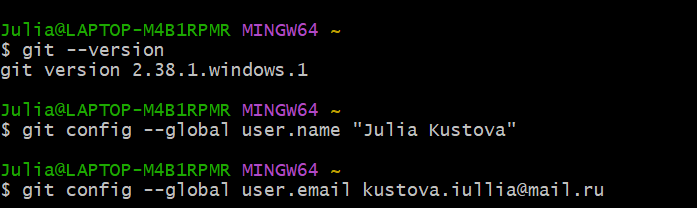 Julia@LAPTOP-M4B1RPMR MINGW64 ~
$ git --version
git version 2.38.1.windows.1
Julia@LAPTOP-M4B1RPMR MINGW64 ~
$ git config --global user.name "Julia Kustova"
Julia@LAPTOP-M4B1RPMR MINGW64 ~
$ git config --global user.email kustova.iullia@mail.ru